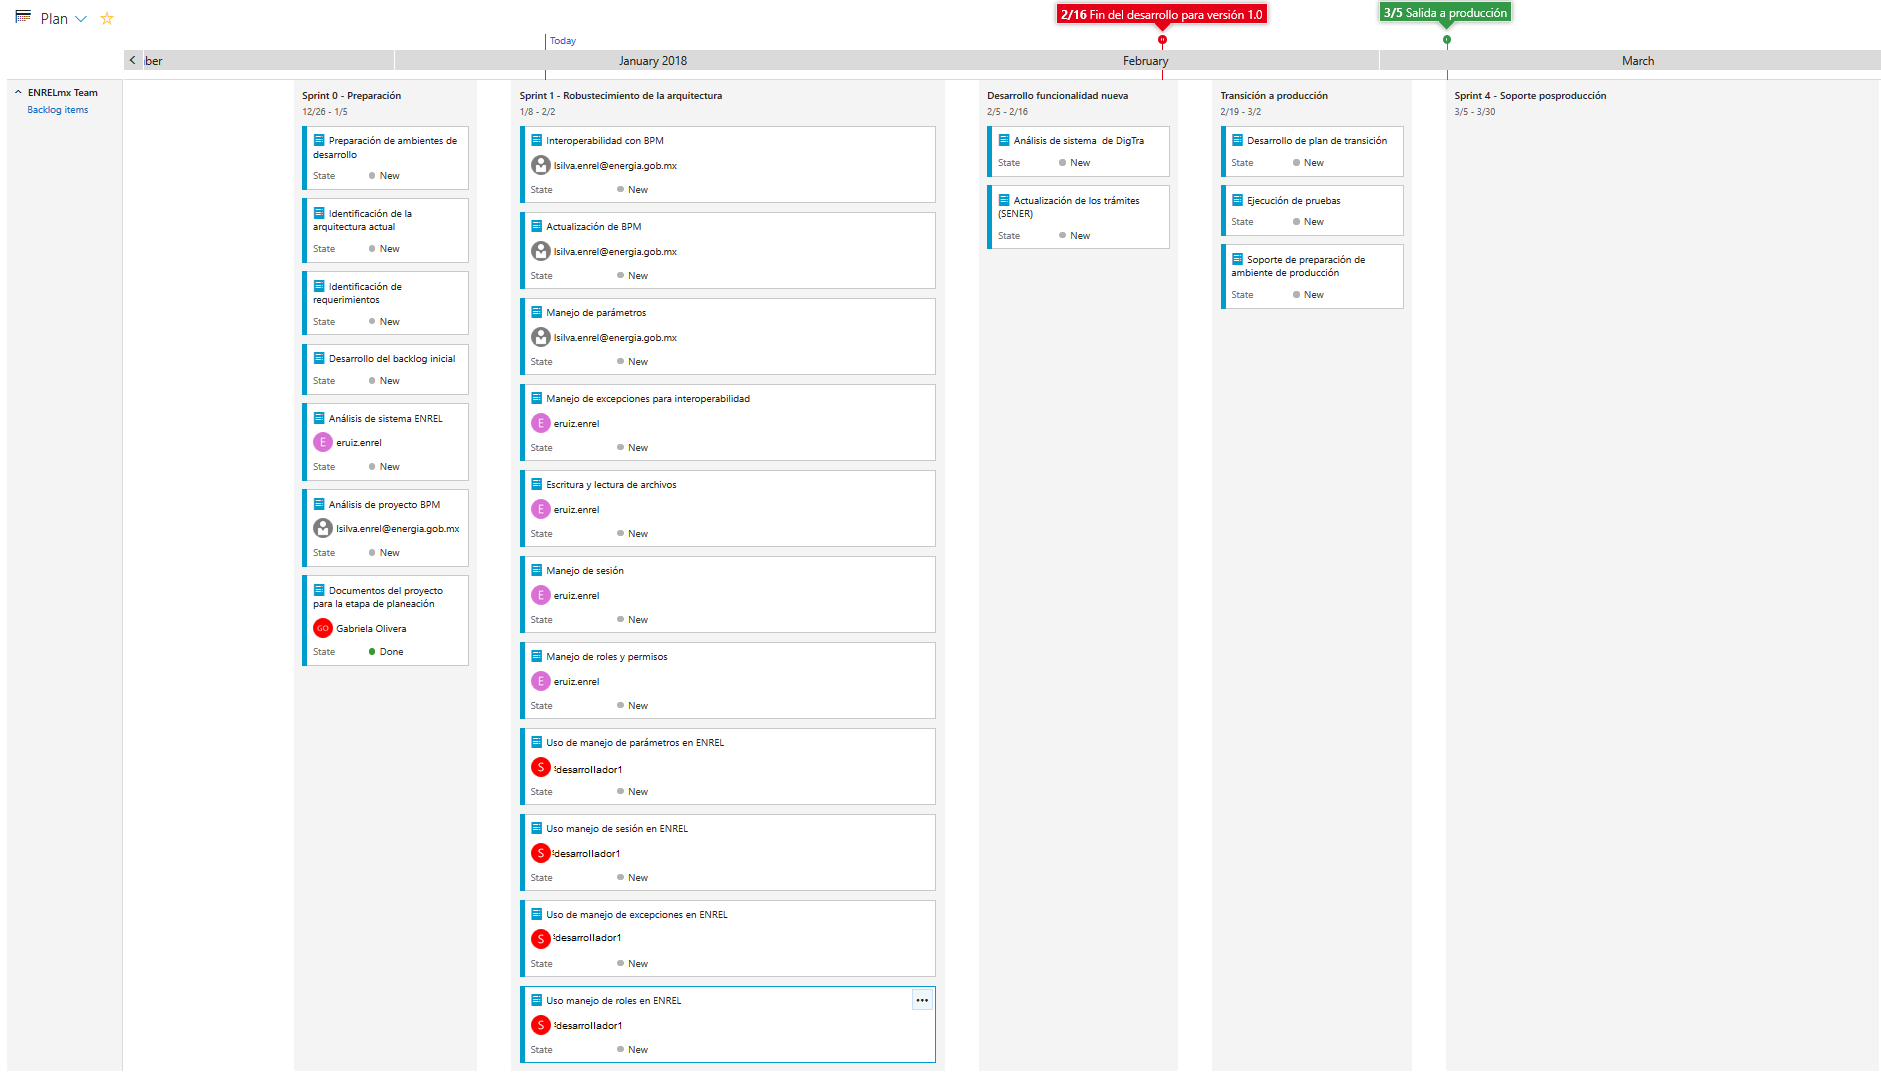 Plan
2/16 Fin del desarrollo para versión 1.0
3/5 Salida a producción
Today
ber
January 2018
February
March
ENRELmx Team
Backlog items
Sprint 0 - Preparación
12/26 - 1/5
Preparación de ambientes de
desarrollo
State New
Identificación de la
arquitectura actual
State New
Identificación de
requerimientos
State New
Desarrollo del backlog inicial
State New
Análisis de sistema ENREL
E eruiz.enrel
State New
Análisis de proyecto BPM
lsilva.enrel@energia.gob.mx
State New
Documentos del proyecto
para la etapa de planeación
GO Gabriela Olivera
State Done
Sprint 1 - Robustecimiento de la arquitectura
1/8 - 2/2
Interoperabilidad con BPM
lsilva.enrel@energia.gob.mx
State New
Actualización de BPM
lsilva.enrel@energia.gob.mx
State New
Manejo de parámetros
lsilva.enrel@energia.gob.mx
State New
Manejo de excepciones para interoperabilidad
E eruiz.enrel
State New
Escritura y lectura de archivos
E eruiz.enrel
State New
Manejo de sesión
E eruiz.enrel
State New
Manejo de roles y permisos
E eruiz.enrel
State New
Uso de manejo de parámetros en ENREL
S desarrollador1
State New
Uso manejo de sesión en ENREL
S desarrollador1
State New
Uso de manejo de excepciones en ENREL
S desarrollador1
State New
Uso manejo de roles en ENREL
S desarrollador1
State New
Desarrollo funcionalidad nueva
2/5 - 2/16
Análisis de sistema de DigTra
State New
Actualización de los trámites
(SENER)
State New
Transición a producción
2/19 - 3/2
Desarrollo de plan de transición
State New
Ejecución de pruebas
State New
Soporte de preparación de
ambiente de producción
State New
Sprint 4 - Soporte posproducción
3/5 - 3/30